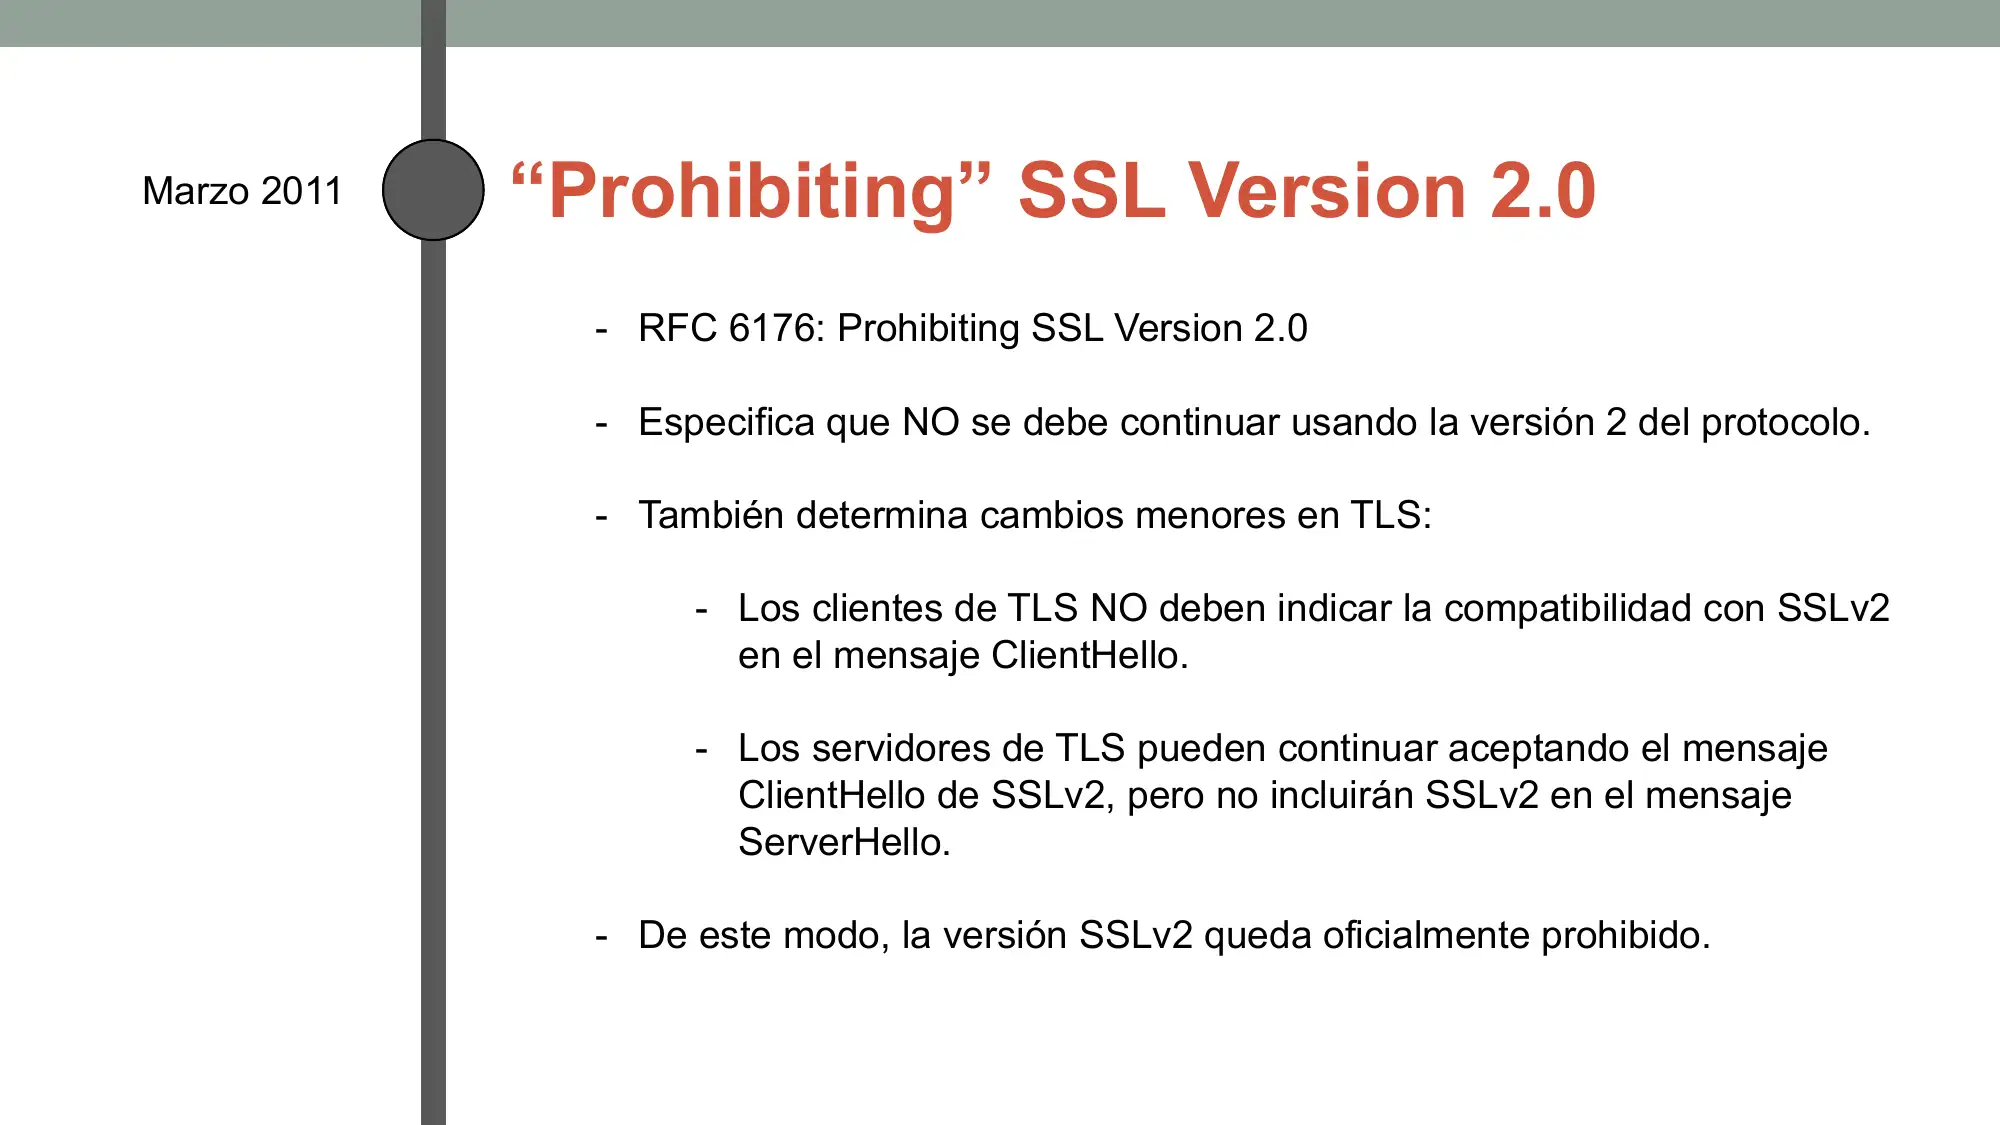 Marzo 2011
“Prohibiting” SSL Version 2.0
- RFC 6176: Prohibiting SSL Version 2.0
- Especifica que NO se debe continuar usando la versión 2 del protocolo.
- También determina cambios menores en TLS:
- Los clientes de TLS NO deben indicar la compatibilidad con SSLv2
en el mensaje ClientHello.
- Los servidores de TLS pueden continuar aceptando el mensaje
ClientHello de SSLv2, pero no incluirán SSLv2 en el mensaje
ServerHello.
- De este modo, la versión SSLv2 queda oficialmente prohibido.